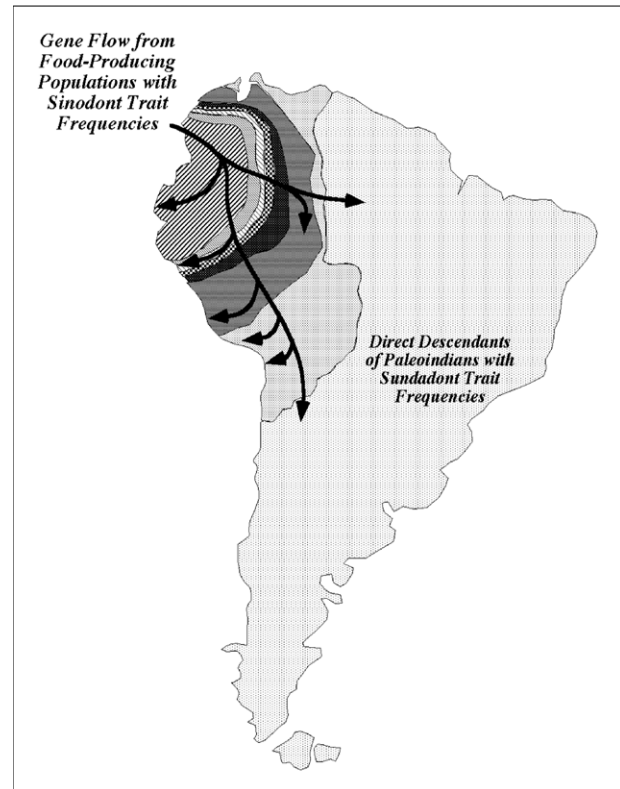 Gene Flow from
Food-Producing
Populations with
Sinodont Trait
Frequencies
Direct Descendants
of Paleoindians with
Sundadont Trait
Frequencies